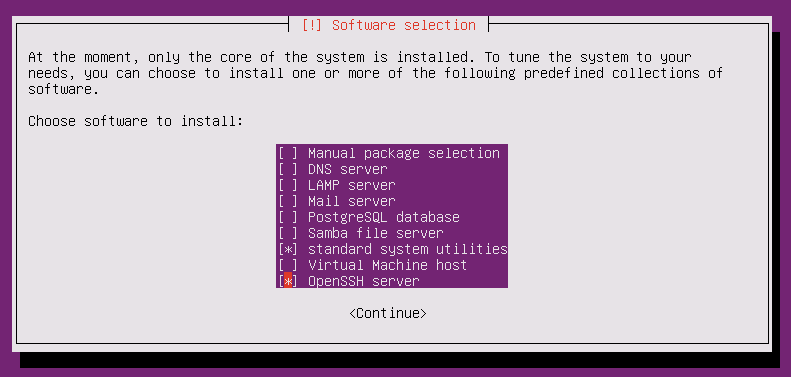 [!] Software selection
At the moment, only the core of the system is installed. To tune the system to your
needs, you can choose to install one or more of the following predefined collections of
software.
Choose software to install:
[ ] Manual package selection
[ ] DNS server
[ ] LAMP server
[ ] Mail server
[ ] PostgreSQL database
[ ] Samba file server
[*] standard system utilities
[ ] Virtual Machine host
[*] OpenSSH server
<Continue>